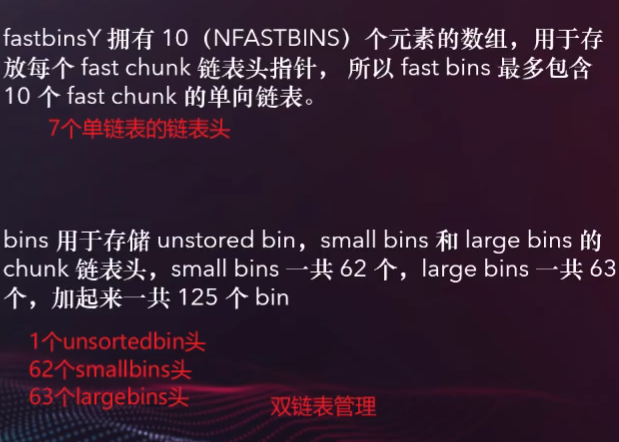 fastbinsY 拥有 10（NFASTBINS）个元素的数组，用于存
放每个 fast chunk 链表头指针， 所以 fast bins 最多包含
10 个 fast chunk 的单向链表。
7个单链表的链表头
bins 用于存储 unstored bin，small bins 和 large bins 的
chunk 链表头，small bins 一共 62 个，large bins 一共 63
个，加起来一共 125 个 bin
1个unsortedbin头
62个smallbins头
63个largebins头
双链表管理